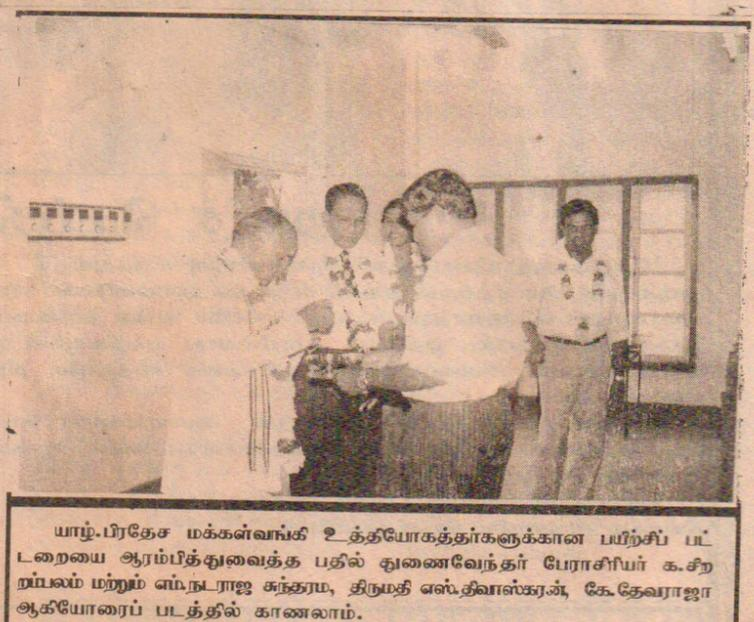 யாழ்.பிரதேச மக்கள்வங்கி உத்தியோகத்தர்களுக்கான பயிற்சிப் பட்
டறையை ஆரம்பித்துவைத்த பதில் துணைவேந்தர் பேராசிரியர் க.சிற்
றம்பலம் மற்றும் எம்.நடராஜ சுந்தரம், திருமதி எஸ்.திவாஸ்கரன், கே.தேவராஜா
ஆகியோரைப் படத்தில் காணலாம்.